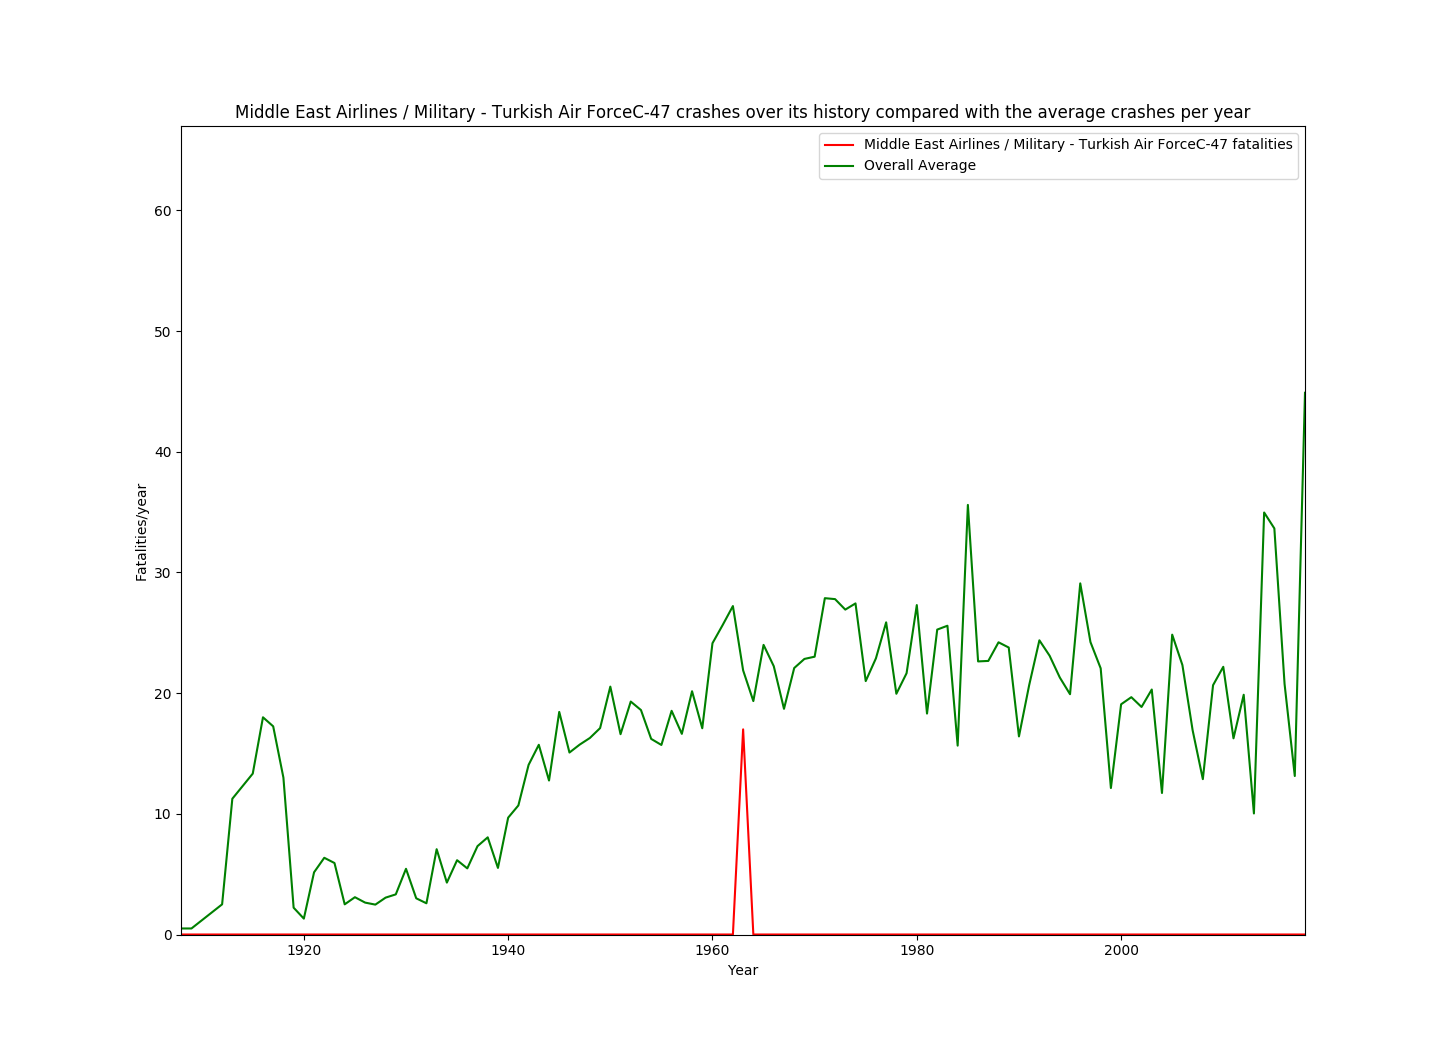 Middle East Airlines / Military - Turkish Air ForceC-47 crashes over its history compared with the average crashes per year
Middle East Airlines / Military - Turkish Air ForceC-47 fatalities
Overall Average
60
50
40
30
20
10
0
Fatalities/year
1920 1940 1960 1980 2000
Year